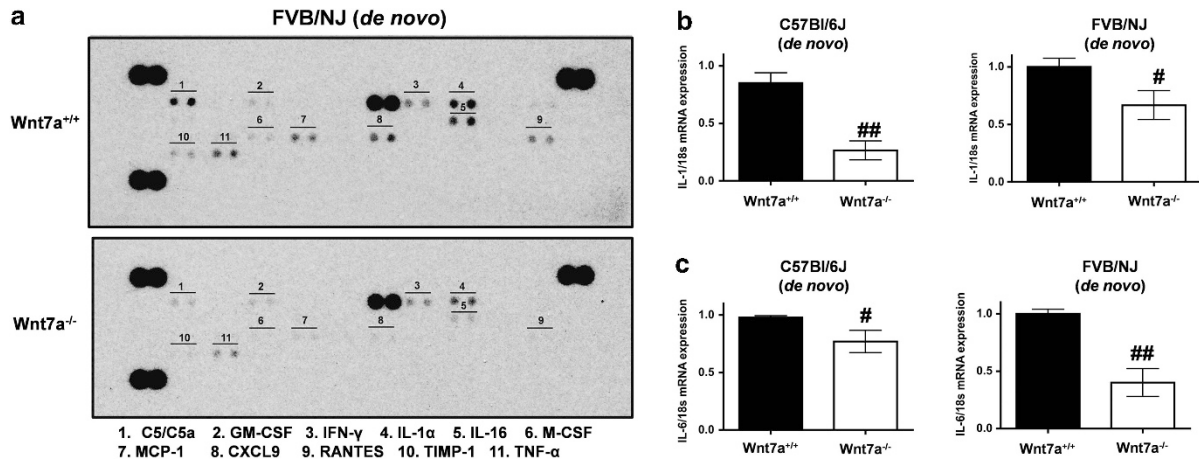 a
FVB/NJ (de novo)
Wnt7a+/+
1 2 3 4
5
6 7 8 9
10 11
Wnt7a-/-
1 2 3 4
5
6 7 8 9
10 11
1. C5/C5a 2. GM-CSF 3. IFN-γ 4. IL-1α 5. IL-16 6. M-CSF
7. MCP-1 8. CXCL9 9. RANTES 10. TIMP-1 11. TNF-α
b
C57Bl/6J
(de novo)
IL-1/18s mRNA expression
1.0
0.5
0.0
##
Wnt7a+/+ Wnt7a-/-
FVB/NJ
(de novo)
IL-1/18s mRNA expression
1.0
0.5
0.0
#
Wnt7a+/+ Wnt7a-/-
c
C57Bl/6J
(de novo)
IL-6/18s mRNA expression
1.0
0.5
0.0
#
Wnt7a+/+ Wnt7a-/-
FVB/NJ
(de novo)
IL-6/18s mRNA expression
1.0
0.5
0.0
##
Wnt7a+/+ Wnt7a-/-